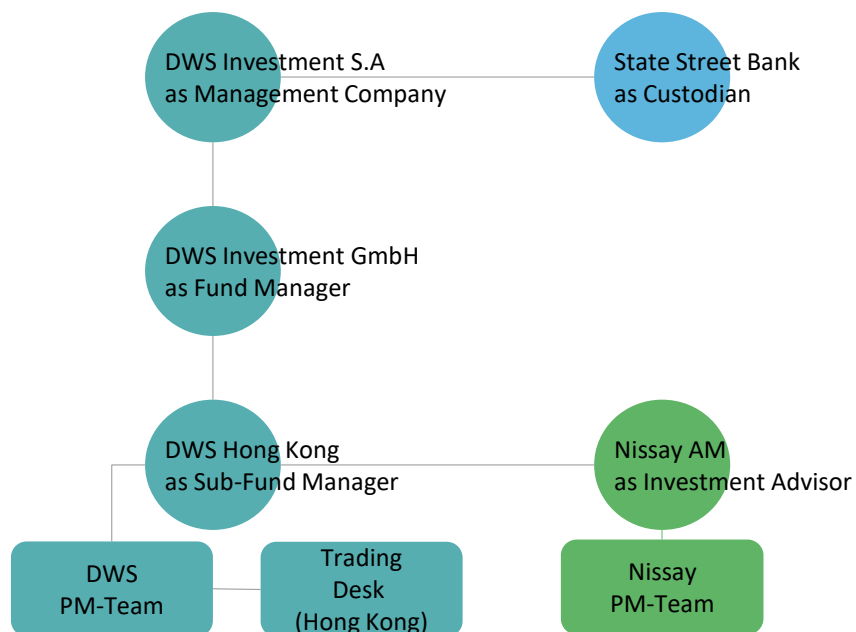 DWS Investment S.A
as Management Company
State Street Bank
as Custodian
DWS Investment GmbH
as Fund Manager
DWS Hong Kong
as Sub-Fund Manager
Nissay AM
as Investment Advisor
DWS
PM-Team
Trading
Desk
(Hong Kong)
Nissay
PM-Team